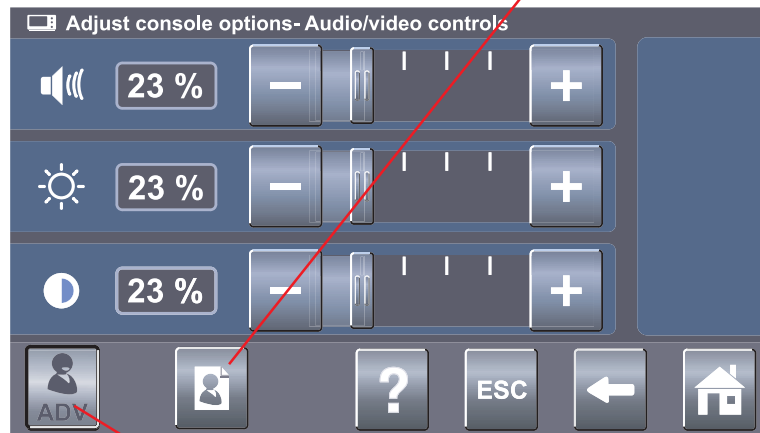 Adjust console options- Audio/video controls
23 %
23 %
23 %
ADV
?
ESC